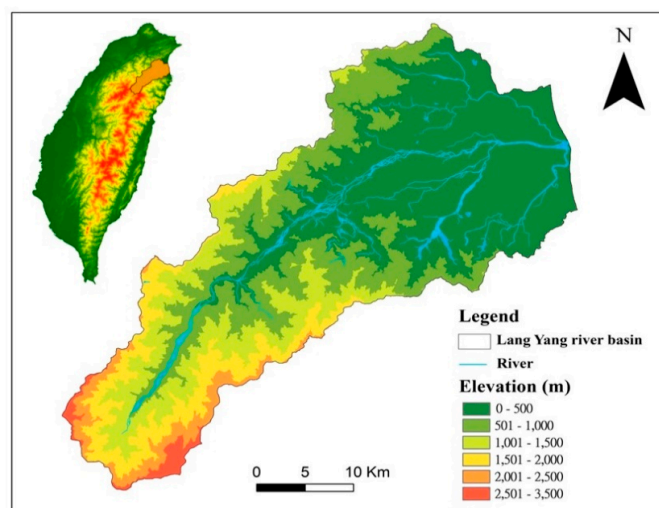 N
Legend
Lang Yang river basin
River
Elevation (m)
0 - 500
501 - 1,000
1,001 - 1,500
1,501 - 2,000
2,001 - 2,500
2,501 - 3,500
0 5 10 Km